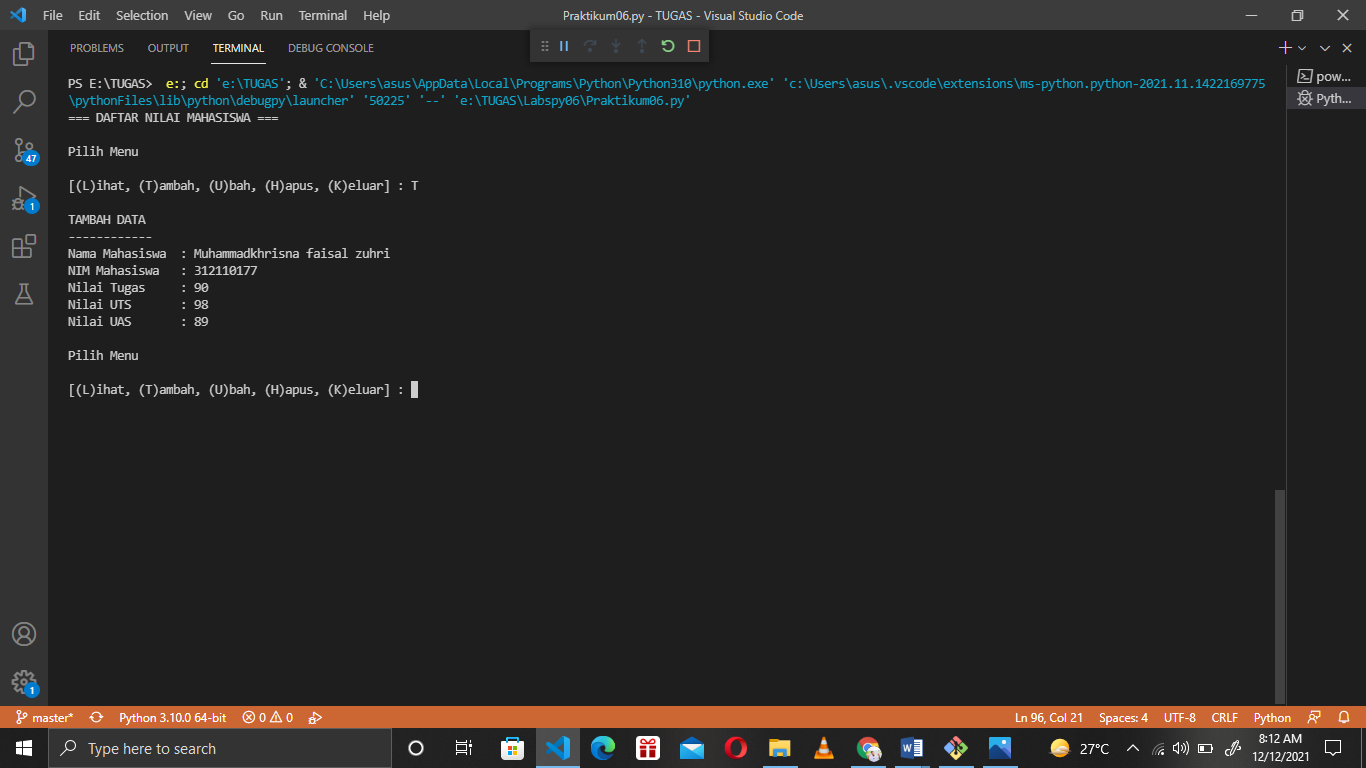 File Edit Selection View Go Run Terminal Help
Praktikum06.py - TUGAS - Visual Studio Code
PROBLEMS OUTPUT TERMINAL DEBUG CONSOLE
PS E:\TUGAS>  e:; cd 'e:\TUGAS'; & 'C:\Users\asus\AppData\Local\Programs\Python\Python310\python.exe' 'c:\Users\asus\.vscode\extensions\ms-python.python-2021.11.1422169775
\pythonFiles\lib\python\debugpy\launcher' '50225' '--' 'e:\TUGAS\Labspy06\Praktikum06.py'
=== DAFTAR NILAI MAHASISWA ===
Pilih Menu
[(L)ihat, (T)ambah, (U)bah, (H)apus, (K)eluar] : T
TAMBAH DATA
------------
Nama Mahasiswa  : Muhammadkhrisna faisal zuhri
NIM Mahasiswa   : 312110177
Nilai Tugas     : 90
Nilai UTS       : 98
Nilai UAS       : 89
Pilih Menu
[(L)ihat, (T)ambah, (U)bah, (H)apus, (K)eluar] :
pow...
Pyth...
47
1
1
master* Python 3.10.0 64-bit 0 0 Ln 96, Col 21 Spaces: 4 UTF-8 CRLF Python
Type here to search
27°C
8:12 AM
12/12/2021